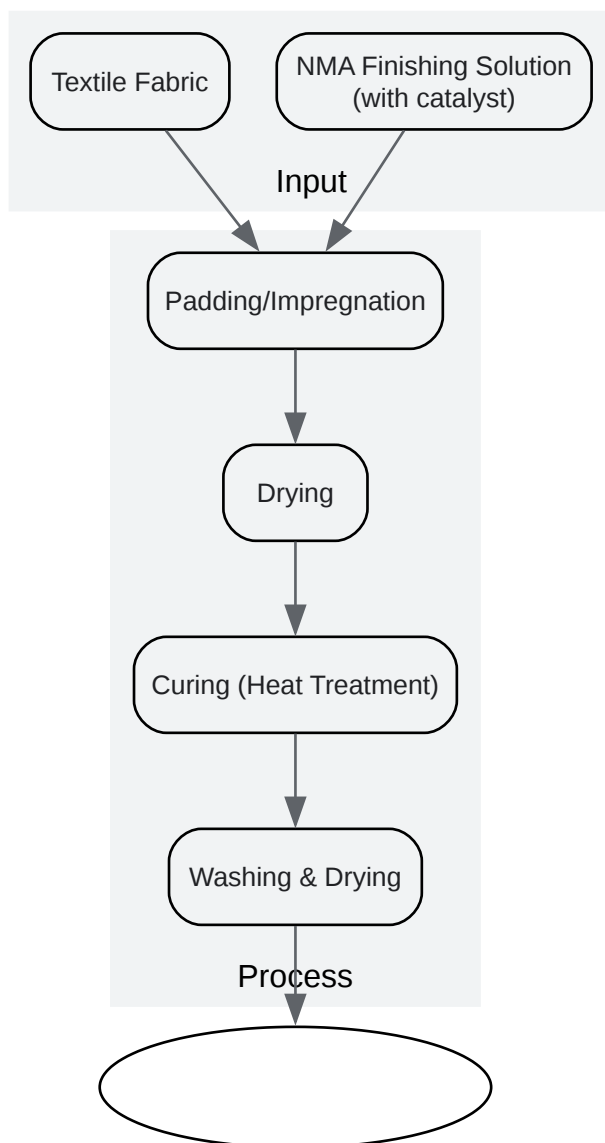 Textile Fabric
NMA Finishing Solution
(with catalyst)
Input
Padding/Impregnation
Drying
Curing (Heat Treatment)
Washing & Drying
Process